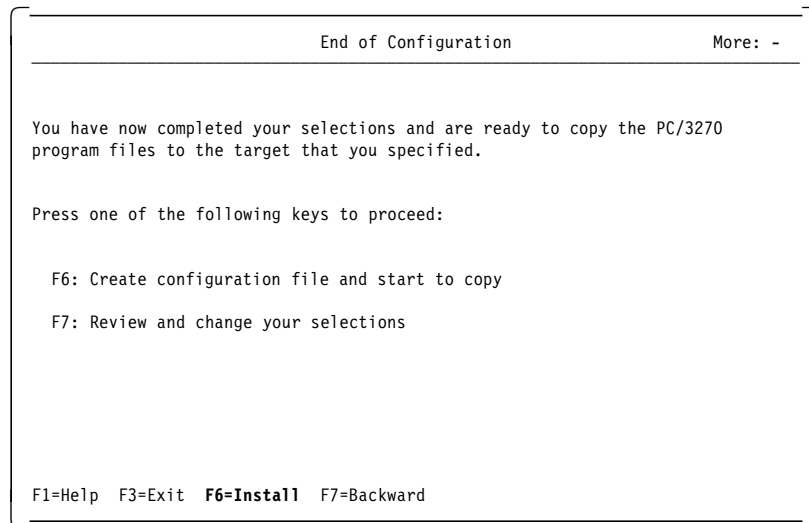 End of Configuration More: -
You have now completed your selections and are ready to copy the PC/3270
program files to the target that you specified.
Press one of the following keys to proceed:
F6: Create configuration file and start to copy
F7: Review and change your selections
F1=Help F3=Exit F6=Install F7=Backward